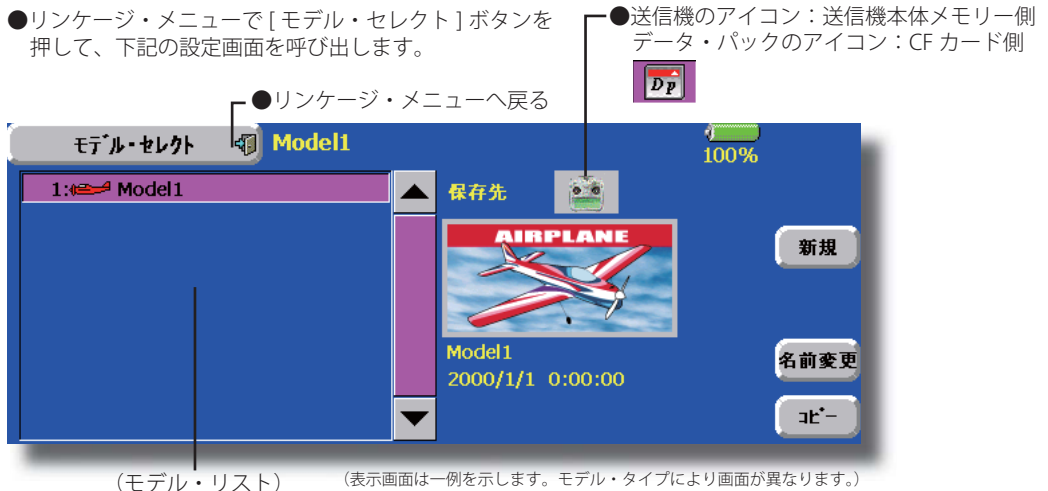 ●リンケージ・メニューで [ モデル・セレクト ] ボタンを
押して、下記の設定画面を呼び出します。
●送信機のアイコン：送信機本体メモリー側
データ・パックのアイコン：CF カード側
Dp
●リンケージ・メニューへ戻る
ﾓﾃﾞﾙ･ｾﾚｸﾄ
Model1
100%
1: Model1
保存先
AIRPLANE
新規
Model1
2000/1/1 0:00:00
名前変更
ｺﾋﾟｰ
（モデル・リスト）
（表示画面は一例を示します。モデル・タイプにより画面が異なります。）